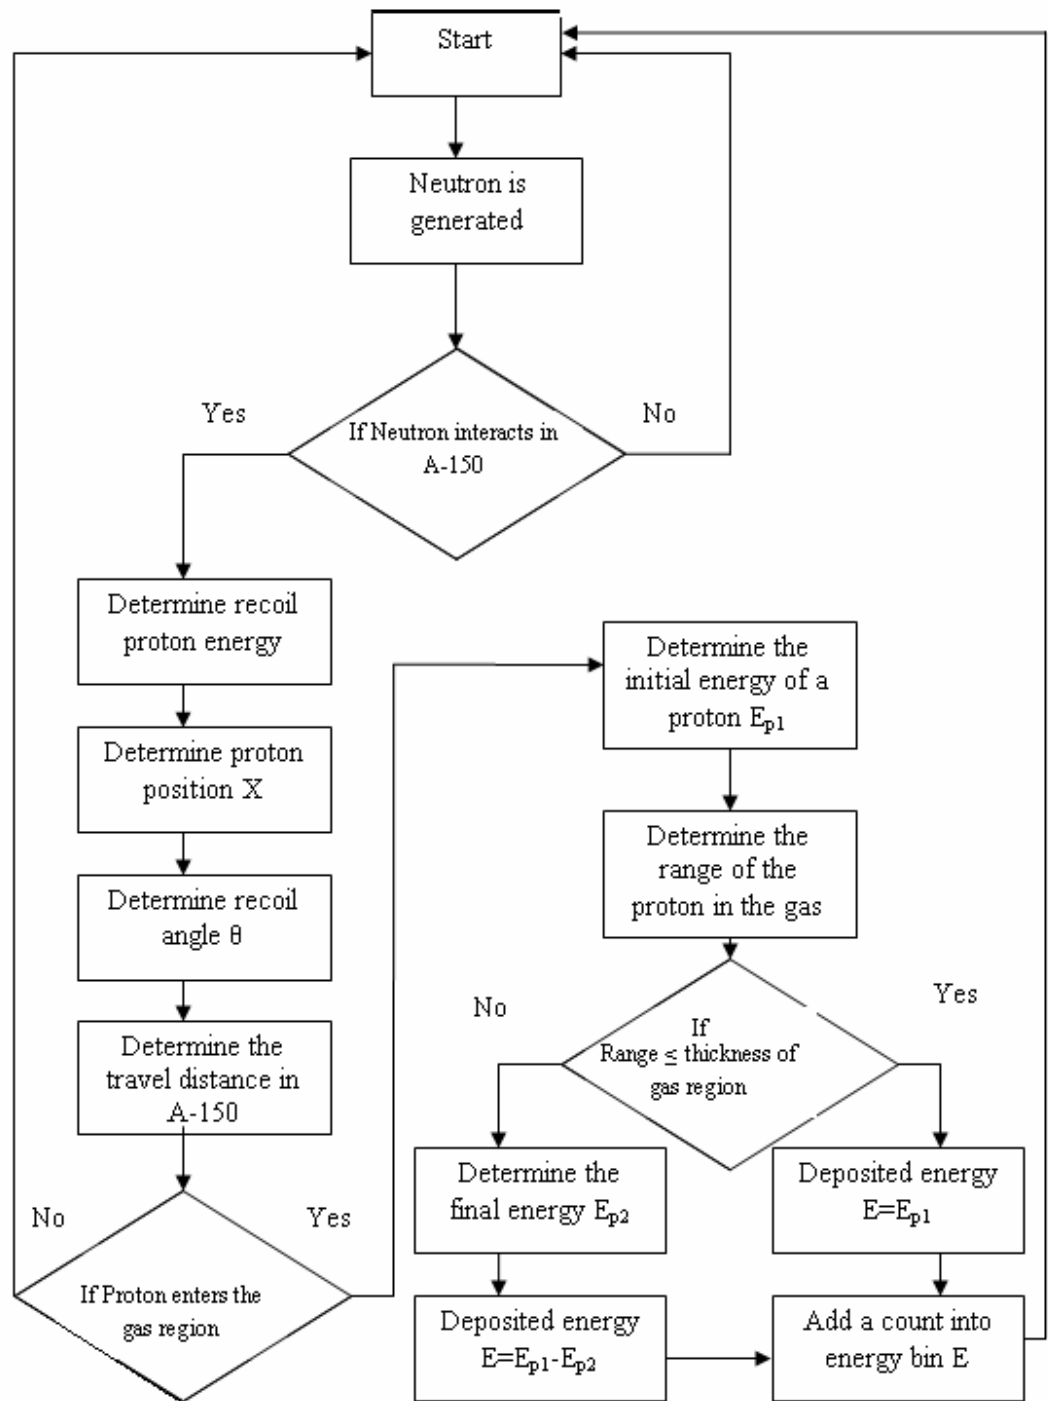 Start
Neutron is
generated
Yes
No
If Neutron interacts in
A-150
Determine recoil
proton energy
Determine proton
position X
Determine recoil
angle θ
Determine the
travel distance in
A-150
No
Yes
If Proton enters the
gas region
Determine the
initial energy of a
proton Ep1
Determine the
range of the
proton in the gas
No
Yes
If
Range ≤ thickness of
gas region
Determine the
final energy Ep2
Deposited energy
E=Ep1-Ep2
Deposited energy
E=Ep1
Add a count into
energy bin E